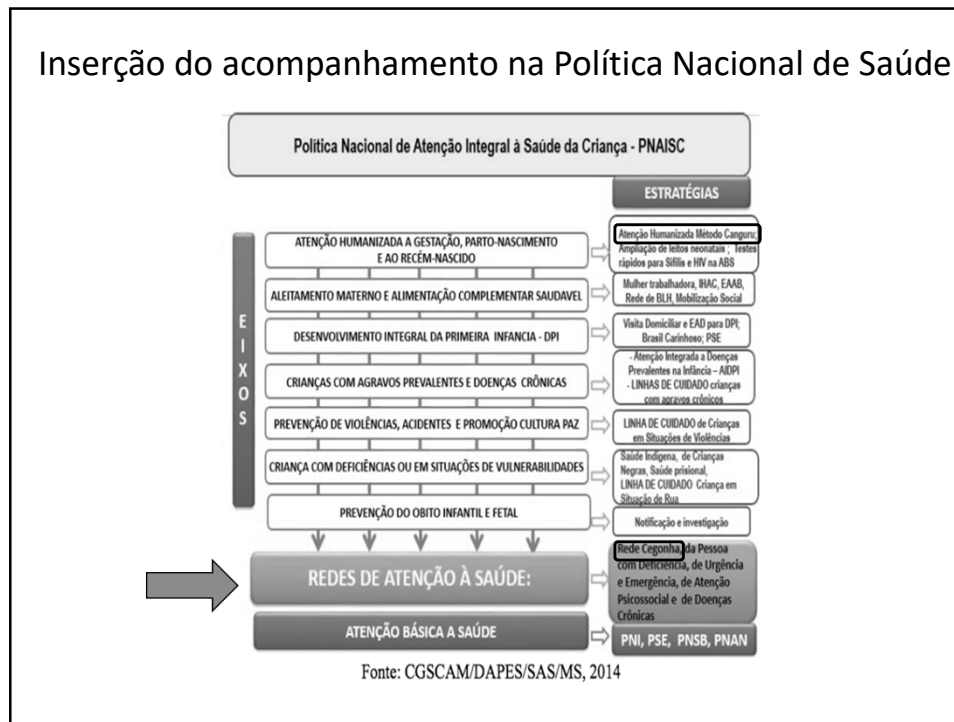 Inserção do acompanhamento na Política Nacional de Saúde
Política Nacional de Atenção Integral à Saúde da Criança - PNAISC
ESTRATÉGIAS
EIXOS
ATENÇÃO HUMANIZADA A GESTAÇÃO, PARTO-NASCIMENTO
E AO RECÉM-NASCIDO
Atenção Humanizada Método Canguru;
Ampliação de leitos neonatais ; Testes
rápidos para Sífilis e HIV na ABS
ALEITAMENTO MATERNO E ALIMENTAÇÃO COMPLEMENTAR SAUDAVEL
Mulher trabalhadora, IHAC, EAAB,
Rede de BLH, Mobilização Social
DESENVOLVIMENTO INTEGRAL DA PRIMEIRA INFANCIA - DPI
Visita Domiciliar e EAD para DPI;
Brasil Carinhoso; PSE
CRIANÇAS COM AGRAVOS PREVALENTES E DOENÇAS CRÔNICAS
- Atenção Integrada a Doenças
Prevalentes na Infância – AIDPI
- LINHAS DE CUIDADO crianças
com agravos crônicos
PREVENÇÃO DE VIOLÊNCIAS, ACIDENTES E PROMOÇÃO CULTURA PAZ
LINHA DE CUIDADO de Crianças
em Situações de Violências
CRIANÇA COM DEFICIÊNCIAS OU EM SITUAÇÕES DE VULNERABILIDADES
Saúde Indígena, de Crianças
Negras, Saúde prisional,
LINHA DE CUIDADO Criança em
Situação de Rua
PREVENÇÃO DO OBITO INFANTIL E FETAL
Notificação e investigação
REDES DE ATENÇÃO À SAÚDE:
Rede Cegonha, da Pessoa
com Deficiência, de Urgência
e Emergência, de Atenção
Psicossocial e de Doenças
Crônicas
ATENÇÃO BÁSICA A SAÚDE
PNI, PSE, PNSB, PNAN
Fonte: CGSCAM/DAPES/SAS/MS, 2014